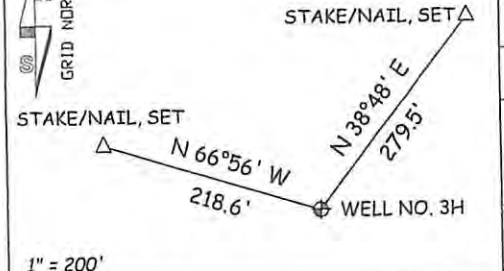 STAKE/NAIL, SET
S
GRID NOR
STAKE/NAIL, SET
N 38°48' E
279.5'
N 66°56' W
218.6'
WELL NO. 3H
1" = 200'